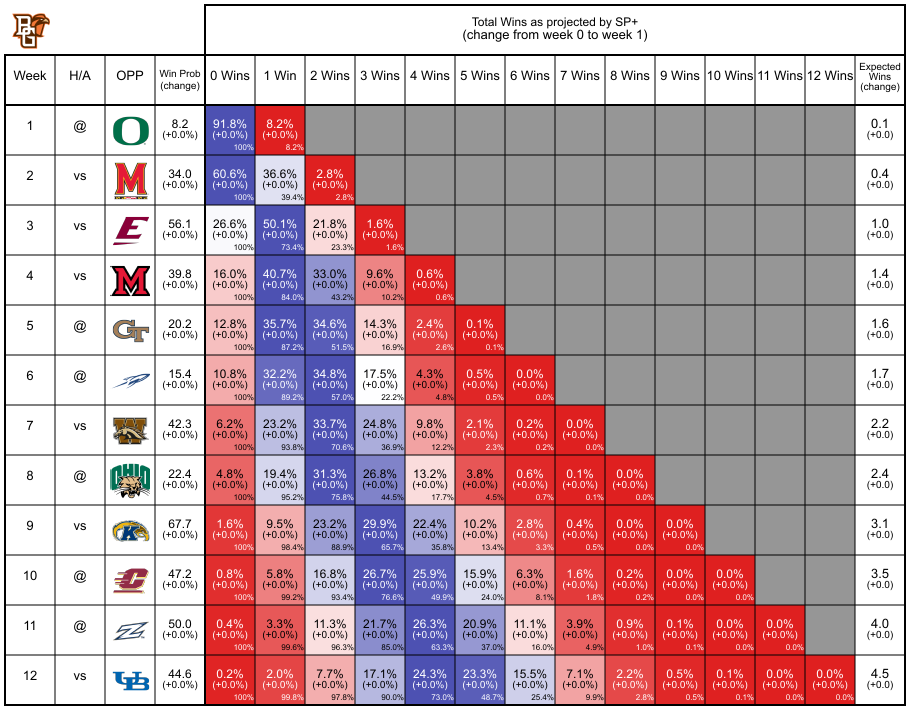 BG
Total Wins as projected by SP+
(change from week 0 to week 1)
Week H/A OPP Win Prob (change) 0 Wins 1 Win 2 Wins 3 Wins 4 Wins 5 Wins 6 Wins 7 Wins 8 Wins 9 Wins 10 Wins 11 Wins 12 Wins Expected Wins (change)
1 @ O 8.2 91.8% 8.2% 0.1
(+0.0%) (+0.0%) (+0.0%) (+0.0)
100% 8.2%
2 vs M 34.0 60.6% 36.6% 2.8% 0.4
(+0.0%) (+0.0%) (+0.0%) (+0.0%) (+0.0)
100% 39.4% 2.8%
3 vs E 56.1 26.6% 50.1% 21.8% 1.6% 1.0
(+0.0%) (+0.0%) (+0.0%) (+0.0%) (+0.0%) (+0.0)
100% 73.4% 23.3% 1.6%
4 vs M 39.8 16.0% 40.7% 33.0% 9.6% 0.6% 1.4
(+0.0%) (+0.0%) (+0.0%) (+0.0%) (+0.0%) (+0.0%) (+0.0)
100% 84.0% 43.2% 10.2% 0.6%
5 @ GT 20.2 12.8% 35.7% 34.6% 14.3% 2.4% 0.1% 1.6
(+0.0%) (+0.0%) (+0.0%) (+0.0%) (+0.0%) (+0.0%) (+0.0%) (+0.0)
100% 87.2% 51.5% 16.9% 2.6% 0.1%
6 @ 15.4 10.8% 32.2% 34.8% 17.5% 4.3% 0.5% 0.0% 1.7
(+0.0%) (+0.0%) (+0.0%) (+0.0%) (+0.0%) (+0.0%) (+0.0%) (+0.0%) (+0.0)
100% 89.2% 57.0% 22.2% 4.8% 0.5% 0.0%
7 vs W 42.3 6.2% 23.2% 33.7% 24.8% 9.8% 2.1% 0.2% 0.0% 2.2
(+0.0%) (+0.0%) (+0.0%) (+0.0%) (+0.0%) (+0.0%) (+0.0%) (+0.0%) (+0.0%) (+0.0)
100% 93.8% 70.6% 36.9% 12.2% 2.3% 0.2% 0.0%
8 @ OHIO 22.4 4.8% 19.4% 31.3% 26.8% 13.2% 3.8% 0.6% 0.1% 0.0% 2.4
(+0.0%) (+0.0%) (+0.0%) (+0.0%) (+0.0%) (+0.0%) (+0.0%) (+0.0%) (+0.0%) (+0.0%) (+0.0)
100% 95.2% 75.8% 44.5% 17.7% 4.5% 0.7% 0.1% 0.0%
9 vs K 67.7 1.6% 9.5% 23.2% 29.9% 22.4% 10.2% 2.8% 0.4% 0.0% 0.0% 3.1
(+0.0%) (+0.0%) (+0.0%) (+0.0%) (+0.0%) (+0.0%) (+0.0%) (+0.0%) (+0.0%) (+0.0%) (+0.0%) (+0.0)
100% 98.4% 88.9% 65.7% 35.8% 13.4% 3.3% 0.5% 0.0% 0.0%
10 @ C 47.2 0.8% 5.8% 16.8% 26.7% 25.9% 15.9% 6.3% 1.6% 0.2% 0.0% 0.0% 3.5
(+0.0%) (+0.0%) (+0.0%) (+0.0%) (+0.0%) (+0.0%) (+0.0%) (+0.0%) (+0.0%) (+0.0%) (+0.0%) (+0.0%) (+0.0)
100% 99.2% 93.4% 76.6% 49.9% 24.0% 8.1% 1.8% 0.2% 0.0% 0.0%
11 @ 50.0 0.4% 3.3% 11.3% 21.7% 26.3% 20.9% 11.1% 3.9% 0.9% 0.1% 0.0% 0.0% 4.0
(+0.0%) (+0.0%) (+0.0%) (+0.0%) (+0.0%) (+0.0%) (+0.0%) (+0.0%) (+0.0%) (+0.0%) (+0.0%) (+0.0%) (+0.0%) (+0.0)
100% 99.6% 96.3% 85.0% 63.3% 37.0% 16.0% 4.9% 1.0% 0.1% 0.0% 0.0%
12 vs UB 44.6 0.2% 2.0% 7.7% 17.1% 24.3% 23.3% 15.5% 7.1% 2.2% 0.5% 0.1% 0.0% 0.0% 4.5
(+0.0%) (+0.0%) (+0.0%) (+0.0%) (+0.0%) (+0.0%) (+0.0%) (+0.0%) (+0.0%) (+0.0%) (+0.0%) (+0.0%) (+0.0%) (+0.0%) (+0.0)
100% 99.8% 97.8% 90.0% 73.0% 48.7% 25.4% 9.9% 2.8% 0.5% 0.1% 0.0% 0.0%